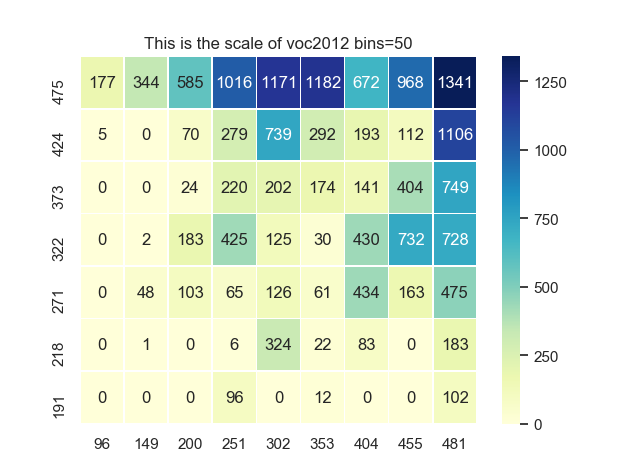 This is the scale of voc2012 bins=50
475 177 344 585 1016 1171 1182 672 968 1341
424 5 0 70 279 739 292 193 112 1106
373 0 0 24 220 202 174 141 404 749
322 0 2 183 425 125 30 430 732 728
271 0 48 103 65 126 61 434 163 475
218 0 1 0 6 324 22 83 0 183
191 0 0 0 96 0 12 0 0 102
96 149 200 251 302 353 404 455 481
1250
1000
750
500
250
0